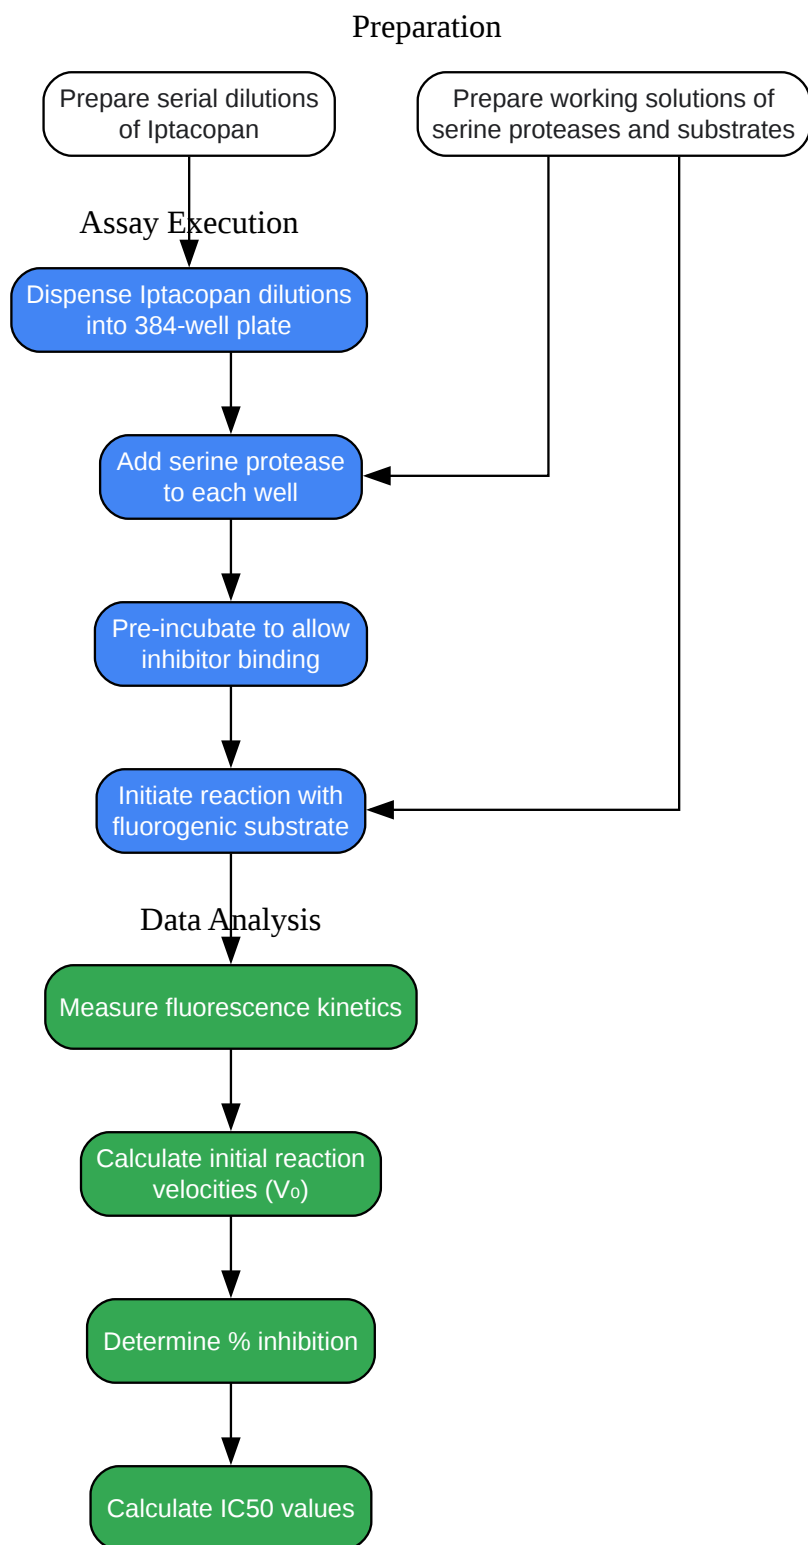 Preparation
Prepare serial dilutions
of Iptacopan
Prepare working solutions of
serine proteases and substrates
Assay Execution
Dispense Iptacopan dilutions
into 384-well plate
Add serine protease
to each well
Pre-incubate to allow
inhibitor binding
Initiate reaction with
fluorogenic substrate
Data Analysis
Measure fluorescence kinetics
Calculate initial reaction
velocities (V₀)
Determine % inhibition
Calculate IC50 values